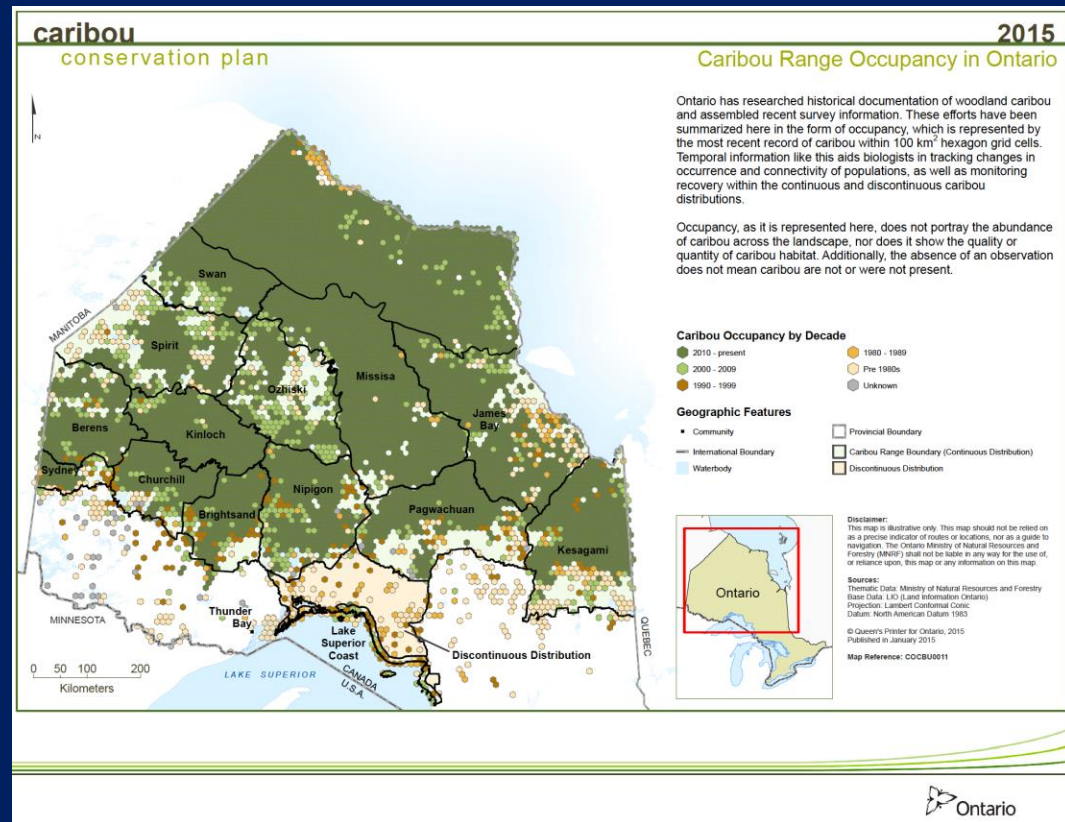 caribou
conservation plan
2015
Caribou Range Occupancy in Ontario
Ontario has researched historical documentation of woodland caribou
and assembled recent survey information. These efforts have been
summarized here in the form of occupancy, which is represented by
the most recent record of caribou within 100 km² hexagon grid cells.
Temporal information like this aids biologists in tracking changes in
occurrence and connectivity of populations, as well as monitoring
recovery within the continuous and discontinuous caribou
distributions.
Occupancy, as it is represented here, does not portray the abundance
of caribou across the landscape, nor does it show the quality or
quantity of caribou habitat. Additionally, the absence of an observation
does not mean caribou are not or were not present.
N
Swan
MANITOBA
Spirit
Ozhiski
Missisa
James
Bay
Berens
Kinloch
Sydney
Churchill
Brightsand
Nipigon
Pagwachuan
Kesagami
MINNESOTA
Thunder
Bay
Lake
Superior
Coast
Discontinuous Distribution
LAKE SUPERIOR
CANADA
U.S.A.
QUEBEC
0 50 100 200
Kilometers
Caribou Occupancy by Decade
2010 - present
2000 - 2009
1990 - 1999
1980 - 1989
Pre 1980s
Unknown
Geographic Features
Community
International Boundary
Waterbody
Provincial Boundary
Caribou Range Boundary (Continuous Distribution)
Discontinuous Distribution
Ontario
Disclaimer:
This map is illustrative only. This map should not be relied on
as a precise indicator of routes or locations, nor as a guide to
navigation. The Ontario Ministry of Natural Resources and
Forestry (MNRF) shall not be liable in any way for the use of,
or reliance upon, this map or any information on this map.
Sources:
Thematic Data: Ministry of Natural Resources and Forestry
Base Data: LIO (Land Information Ontario)
Projection: Lambert Conformal Conic
Datum: North American Datum 1983
© Queen's Printer for Ontario, 2015
Published in January 2015
Map Reference: COCBU0011
Ontario